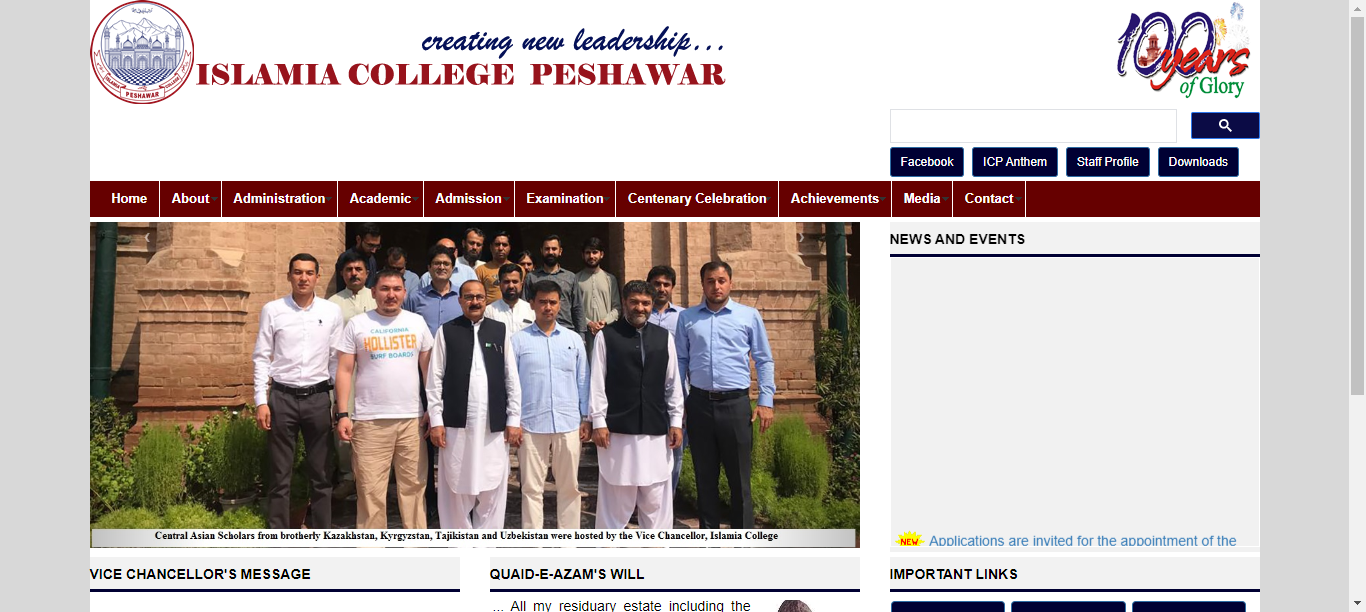 creating new leadership...
ISLAMIA COLLEGE PESHAWAR
PESHAWAR
100
years
of Glory
Facebook
ICP Anthem
Staff Profile
Downloads
Home
About
Administration
Academic
Admission
Examination
Centenary Celebration
Achievements
Media
Contact
CALIFORNIA
HOLLISTER
SURF BOARDS
Central Asian Scholars from brotherly Kazakhstan, Kyrgyzstan, Tajikistan and Uzbekistan were hosted by the Vice Chancellor, Islamia College
NEWS AND EVENTS
NEW Applications are invited for the appointment of the
VICE CHANCELLOR'S MESSAGE
QUAID-E-AZAM'S WILL
... All my residuary estate including the
IMPORTANT LINKS